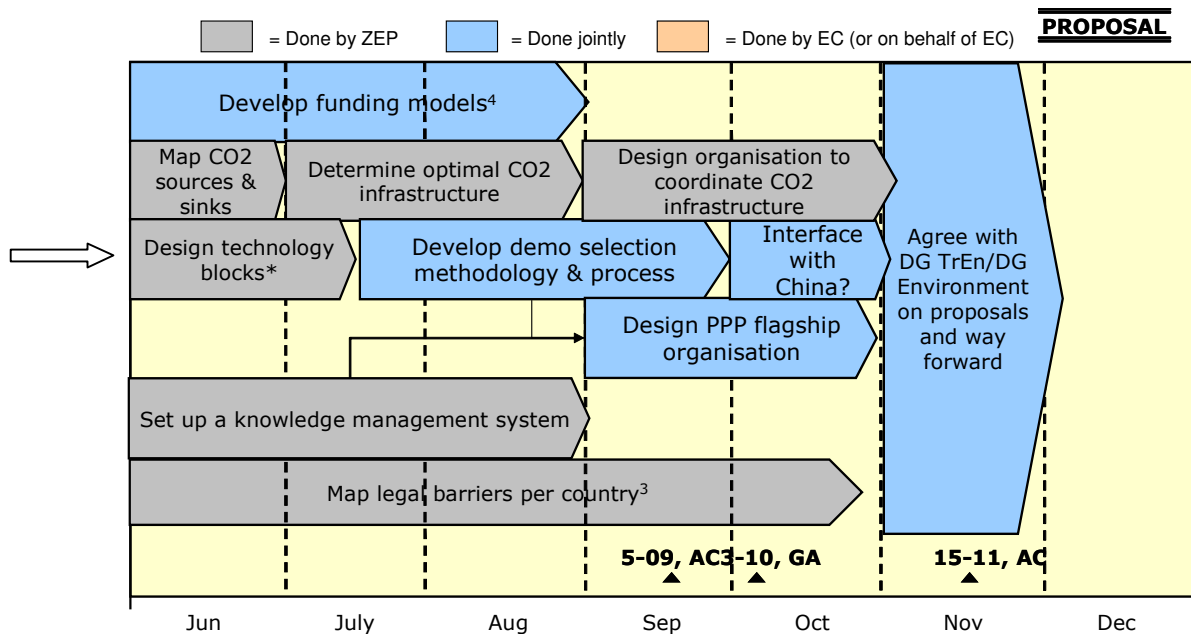 = Done by ZEP
= Done jointly
= Done by EC (or on behalf of EC)
PROPOSAL
Develop funding models⁴
Map CO2
sources &
sinks
Determine optimal CO2
infrastructure
Design organisation to
coordinate CO2
infrastructure
Design technology
blocks*
Develop demo selection
methodology & process
Interface
with
China?
Agree with
DG TrEn/DG
Environment
on proposals
and way
forward
Design PPP flagship
organisation
Set up a knowledge management system
Map legal barriers per country³
5-09, AC
3-10, GA
15-11, AC
Jun
July
Aug
Sep
Oct
Nov
Dec